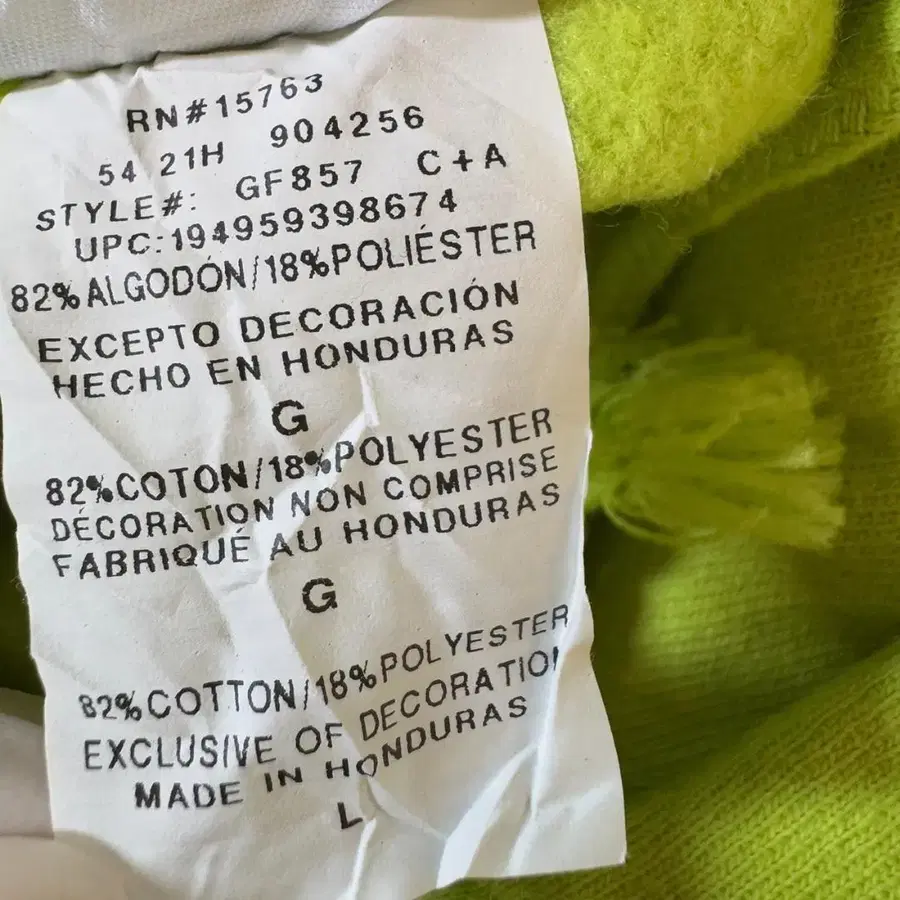 RN#15763
54 21H 904256
STYLE#: GF857 C+A
UPC:194959398674
82%ALGODÓN/18%POLIÉSTER
EXCEPTO DECORACIÓN
HECHO EN HONDURAS
G
82%COTON/18%POLYESTER
DÉCORATION NON COMPRISE
FABRIQUÉ AU HONDURAS
G
82%COTTON/18%POLYESTER
EXCLUSIVE OF DECORATION
MADE IN HONDURAS
L